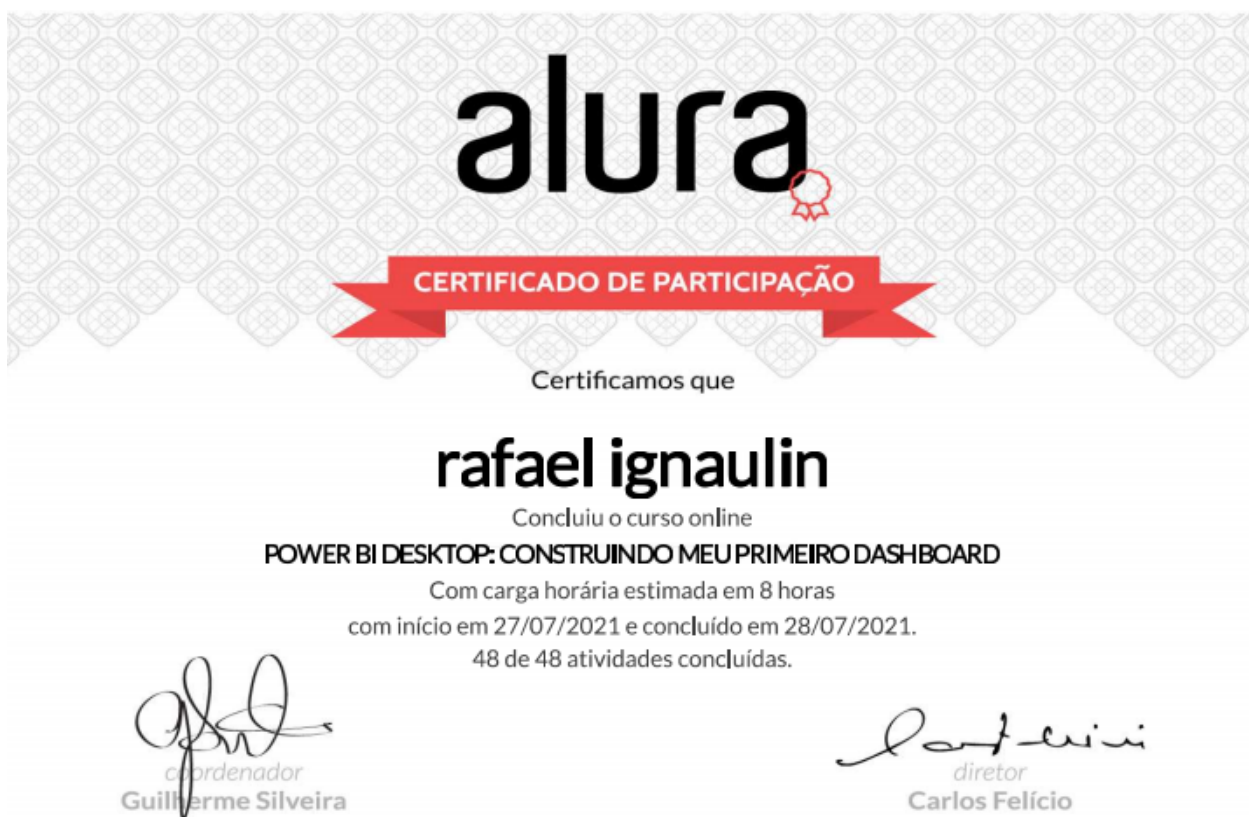 alura
CERTIFICADO DE PARTICIPAÇÃO
Certificamos que
rafael ignaulin
Concluiu o curso online
POWER BI DESKTOP: CONSTRUINDO MEU PRIMEIRO DASHBOARD
Com carga horária estimada em 8 horas
com início em 27/07/2021 e concluído em 28/07/2021.
48 de 48 atividades concluídas.
coordenador
Guilherme Silveira
diretor
Carlos Felício